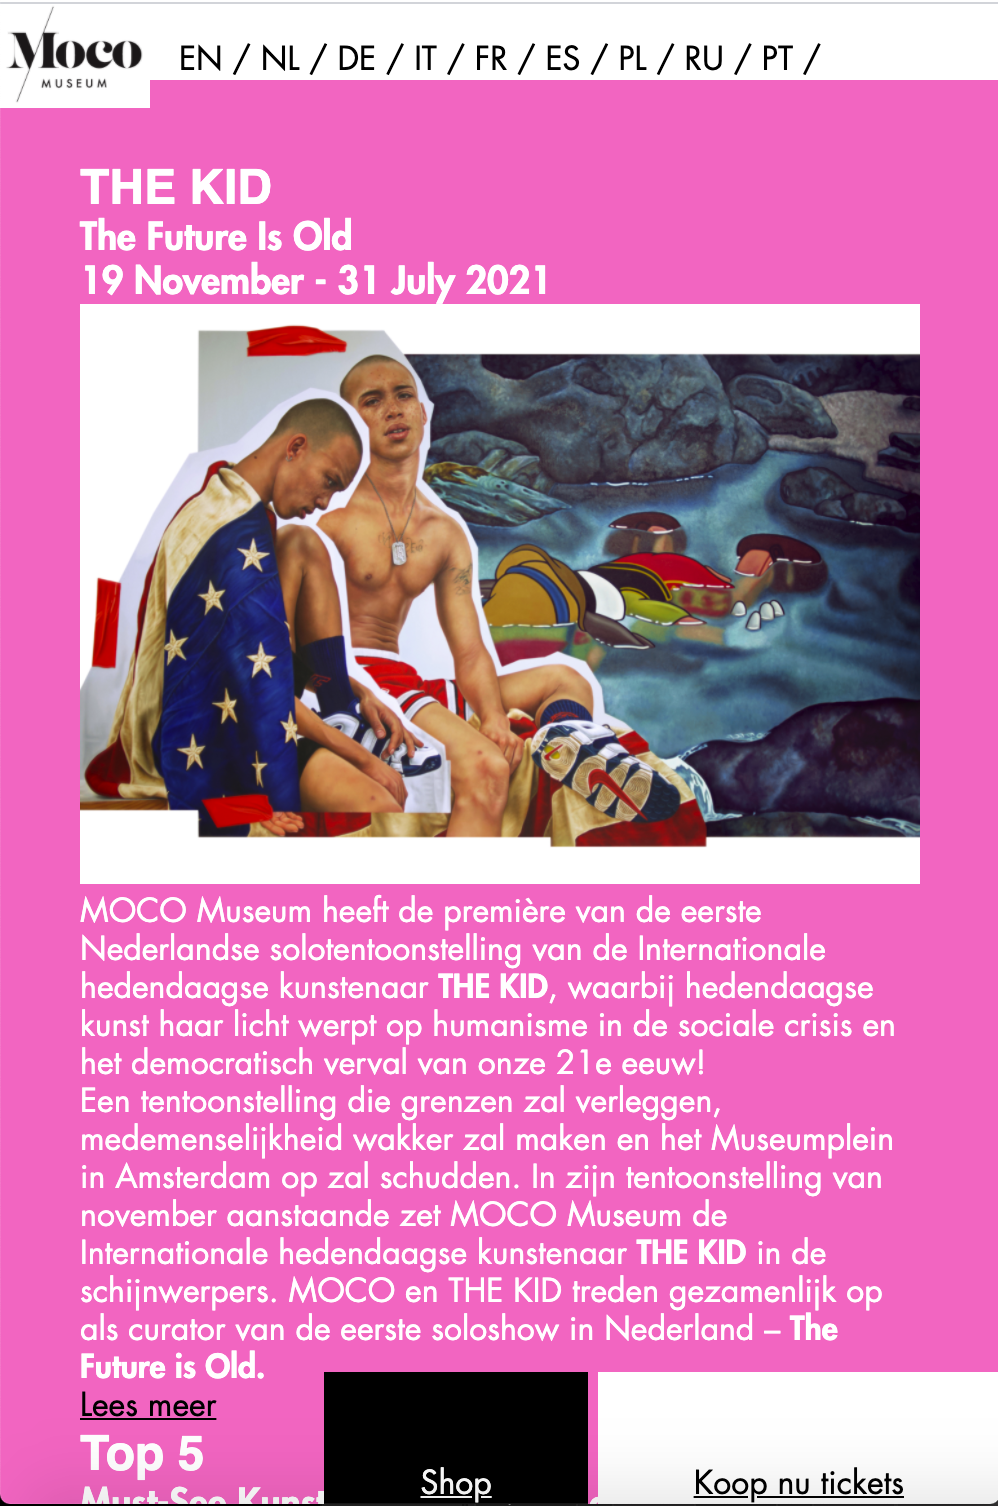 Moco
MUSEUM
EN / NL / DE / IT / FR / ES / PL / RU / PT /
THE KID
The Future Is Old
19 November - 31 July 2021
MOCO Museum heeft de première van de eerste
Nederlandse solotentoonstelling van de Internationale
hedendaagse kunstenaar THE KID, waarbij hedendaagse
kunst haar licht werpt op humanisme in de sociale crisis en
het democratisch verval van onze 21e eeuw!
Een tentoonstelling die grenzen zal verleggen,
medemenselijkheid wakker zal maken en het Museumplein
in Amsterdam op zal schudden. In zijn tentoonstelling van
november aanstaande zet MOCO Museum de
Internationale hedendaagse kunstenaar THE KID in de
schijnwerpers. MOCO en THE KID treden gezamenlijk op
als curator van de eerste soloshow in Nederland – The
Future is Old.
Lees meer
Top 5
Must-See Kunst
Shop
Koop nu tickets